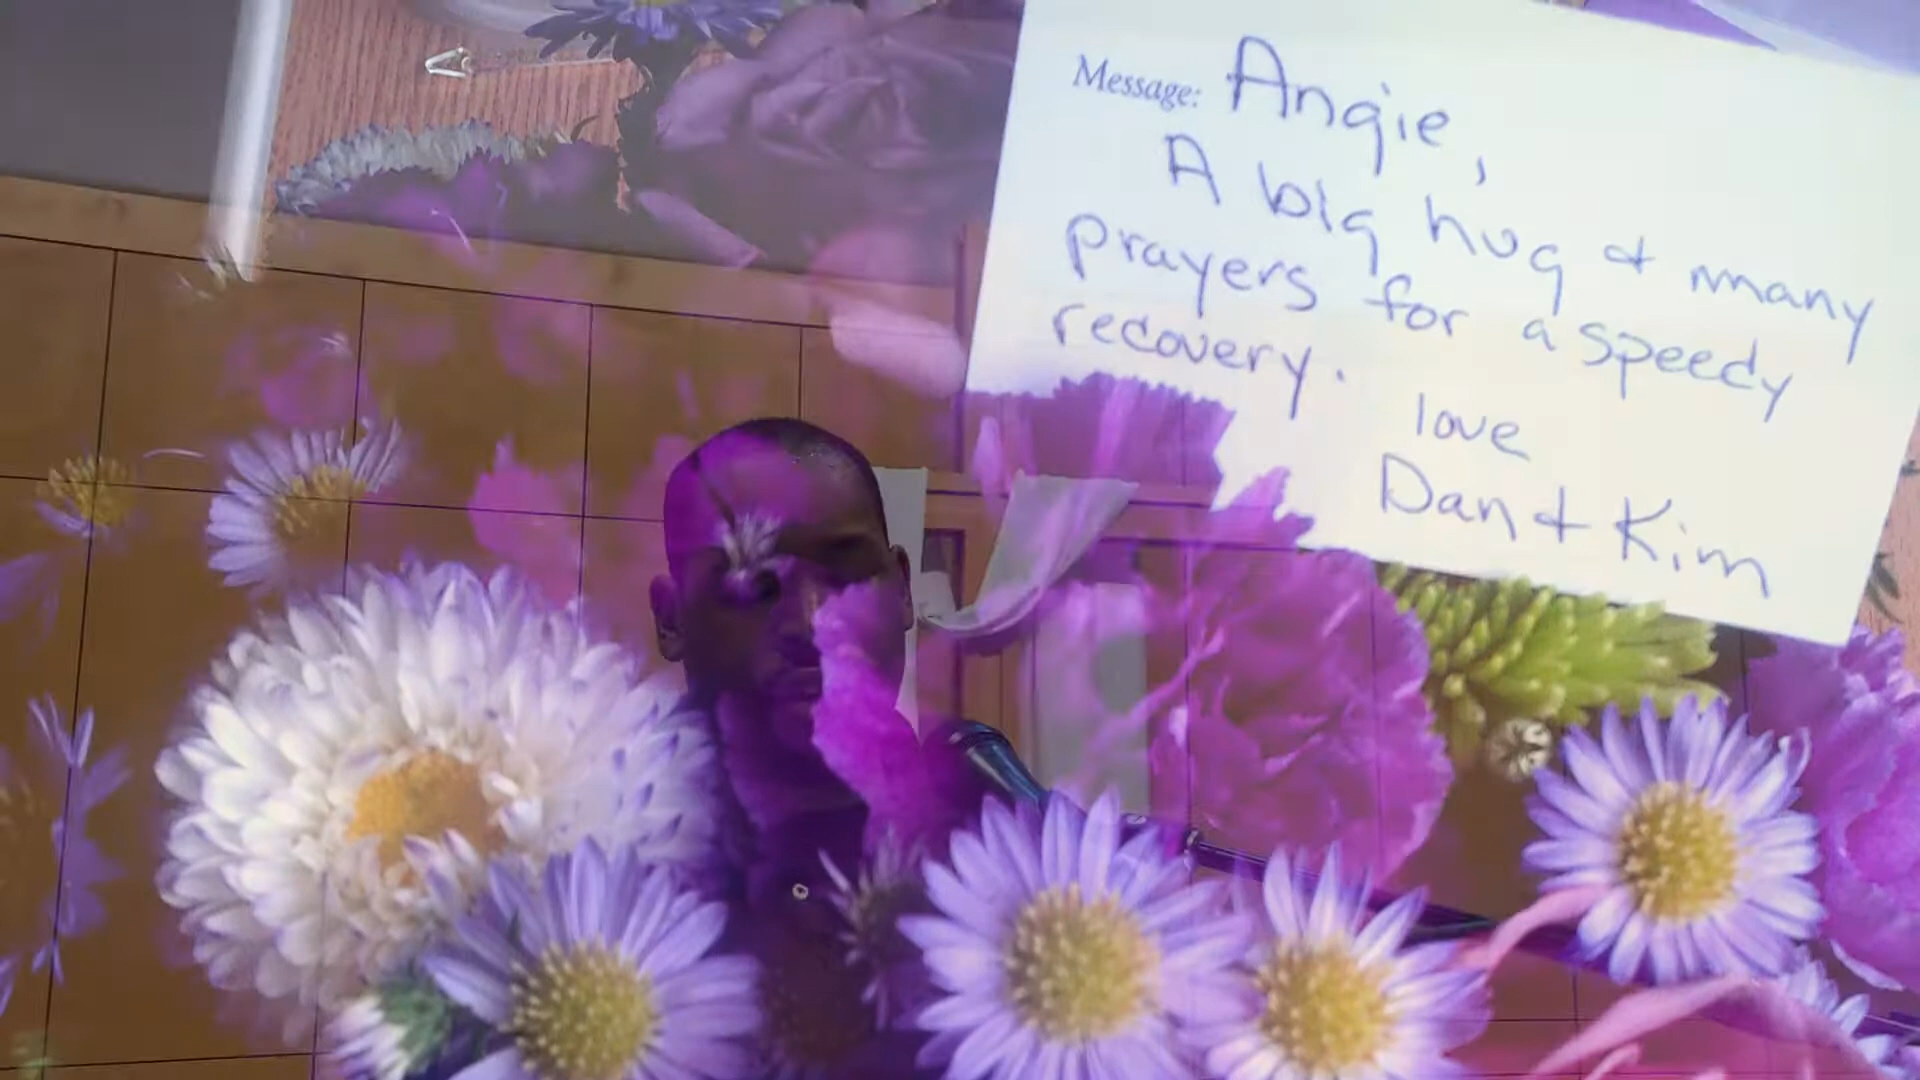 Message: Angie,
A big hug & many
prayers for a speedy
recovery.
love
Dan & Kim